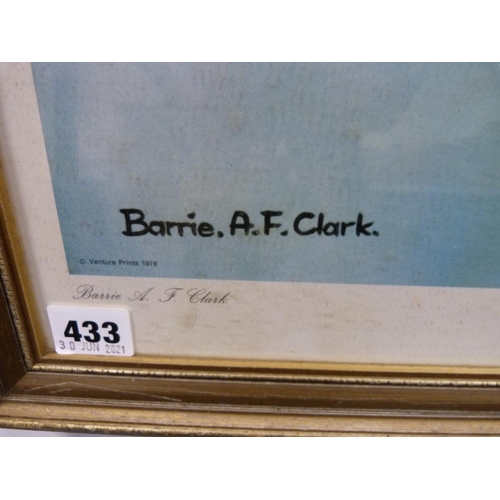 Barrie. A.F. Clark.
© Venture Prints 1978
Barrie A. F. Clark
433
30 JUN 2021